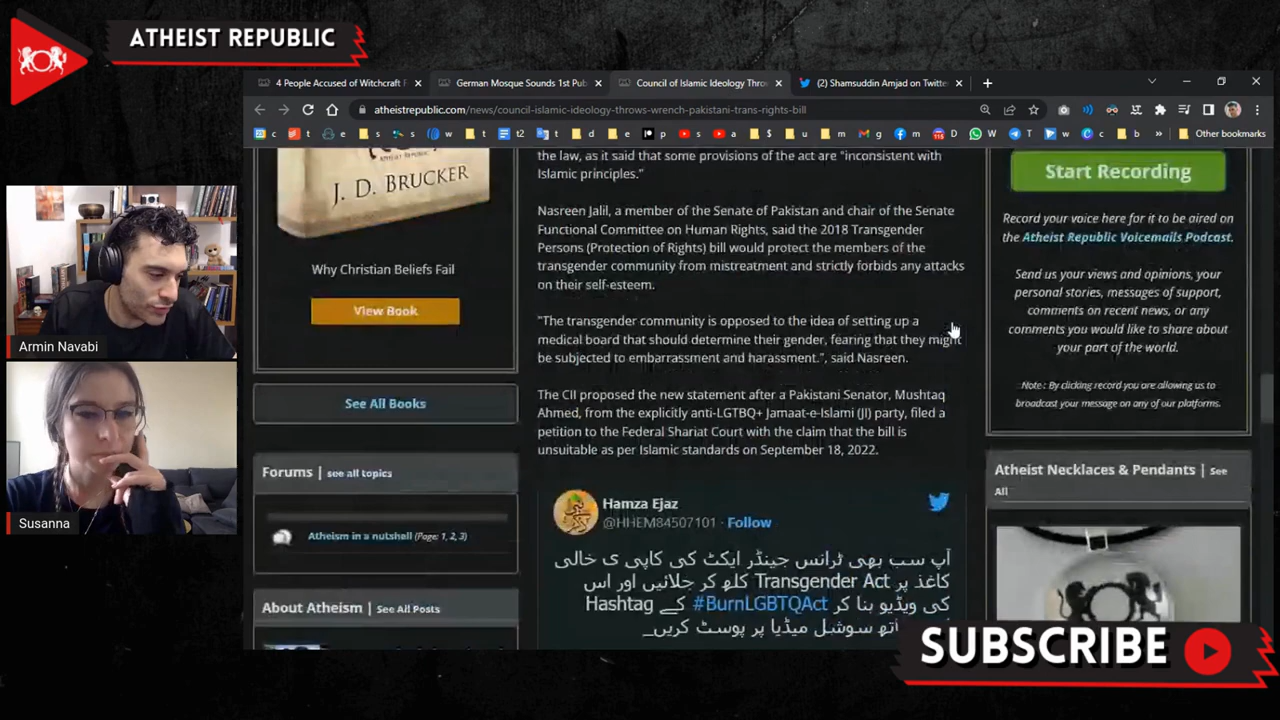 ATHEIST REPUBLIC
4 People Accused of Witchcraft F
German Mosque Sounds 1st Pub
Council of Islamic Ideology Thro
(2) Shamsuddin Amjad on Twitte
atheistrepublic.com/news/council-islamic-ideology-throws-wrench-pakistani-trans-rights-bill
Other bookmarks
J. D. BRUCKER
Why Christian Beliefs Fail
View Book
See All Books
Forums | see all topics
Atheism in a nutshell (Page: 1, 2, 3)
About Atheism | See All Posts
the law, as it said that some provisions of the act are "inconsistent with
Islamic principles."
Nasreen Jalil, a member of the Senate of Pakistan and chair of the Senate
Functional Committee on Human Rights, said the 2018 Transgender
Persons (Protection of Rights) bill would protect the members of the
transgender community from mistreatment and strictly forbids any attacks
on their self-esteem.
"The transgender community is opposed to the idea of setting up a
medical board that should determine their gender, fearing that they might
be subjected to embarrassment and harassment.", said Nasreen.
The CII proposed the new statement after a Pakistani Senator, Mushtaq
Ahmed, from the explicitly anti-LGTBQ+ Jamaat-e-Islami (JI) party, filed a
petition to the Federal Shariat Court with the claim that the bill is
unsuitable as per Islamic standards on September 18, 2022.
Hamza Ejaz
@HHEM84507101 · Follow
آپ سب بھی ٹرانس جینڈر ایکٹ کی کاپی ی خالی
کاغذ پر Transgender Act کلھ کر جلائیں اور اس
کی ویڈیو بنا کر #BurnLGBTQAct کے Hashtag
سوشل میڈیا پر پوسٹ کریں_
Start Recording
Record your voice here for it to be aired on
the Atheist Republic Voicemails Podcast.
Send us your views and opinions, your
personal stories, messages of support,
comments on recent news, or any
comments you would like to share about
your part of the world.
Note : By clicking record you are allowing us to
broadcast your message on any of our platforms.
Atheist Necklaces & Pendants | See
All
Armin Navabi
Susanna
SUBSCRIBE